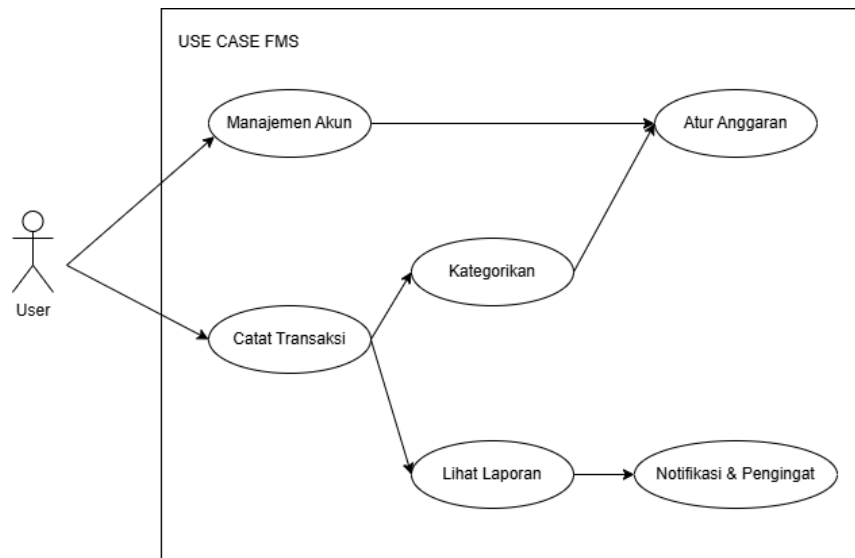 USE CASE FMS
Manajemen Akun
Atur Anggaran
Kategorikan
User
Catat Transaksi
Lihat Laporan
Notifikasi & Pengingat